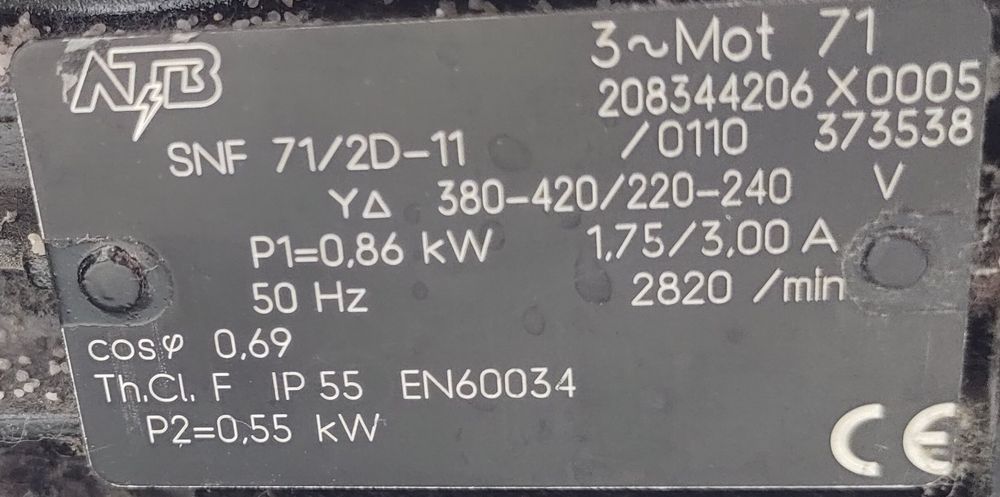 ATB
3~Mot 71
208344206 X0005
SNF 71/2D-11 /0110 373538
YΔ 380-420/220-240 V
P1=0,86 kW 1,75/3,00 A
50 Hz 2820 /min
cosφ 0,69
Th.Cl. F IP 55 EN60034
P2=0,55 kW
CE